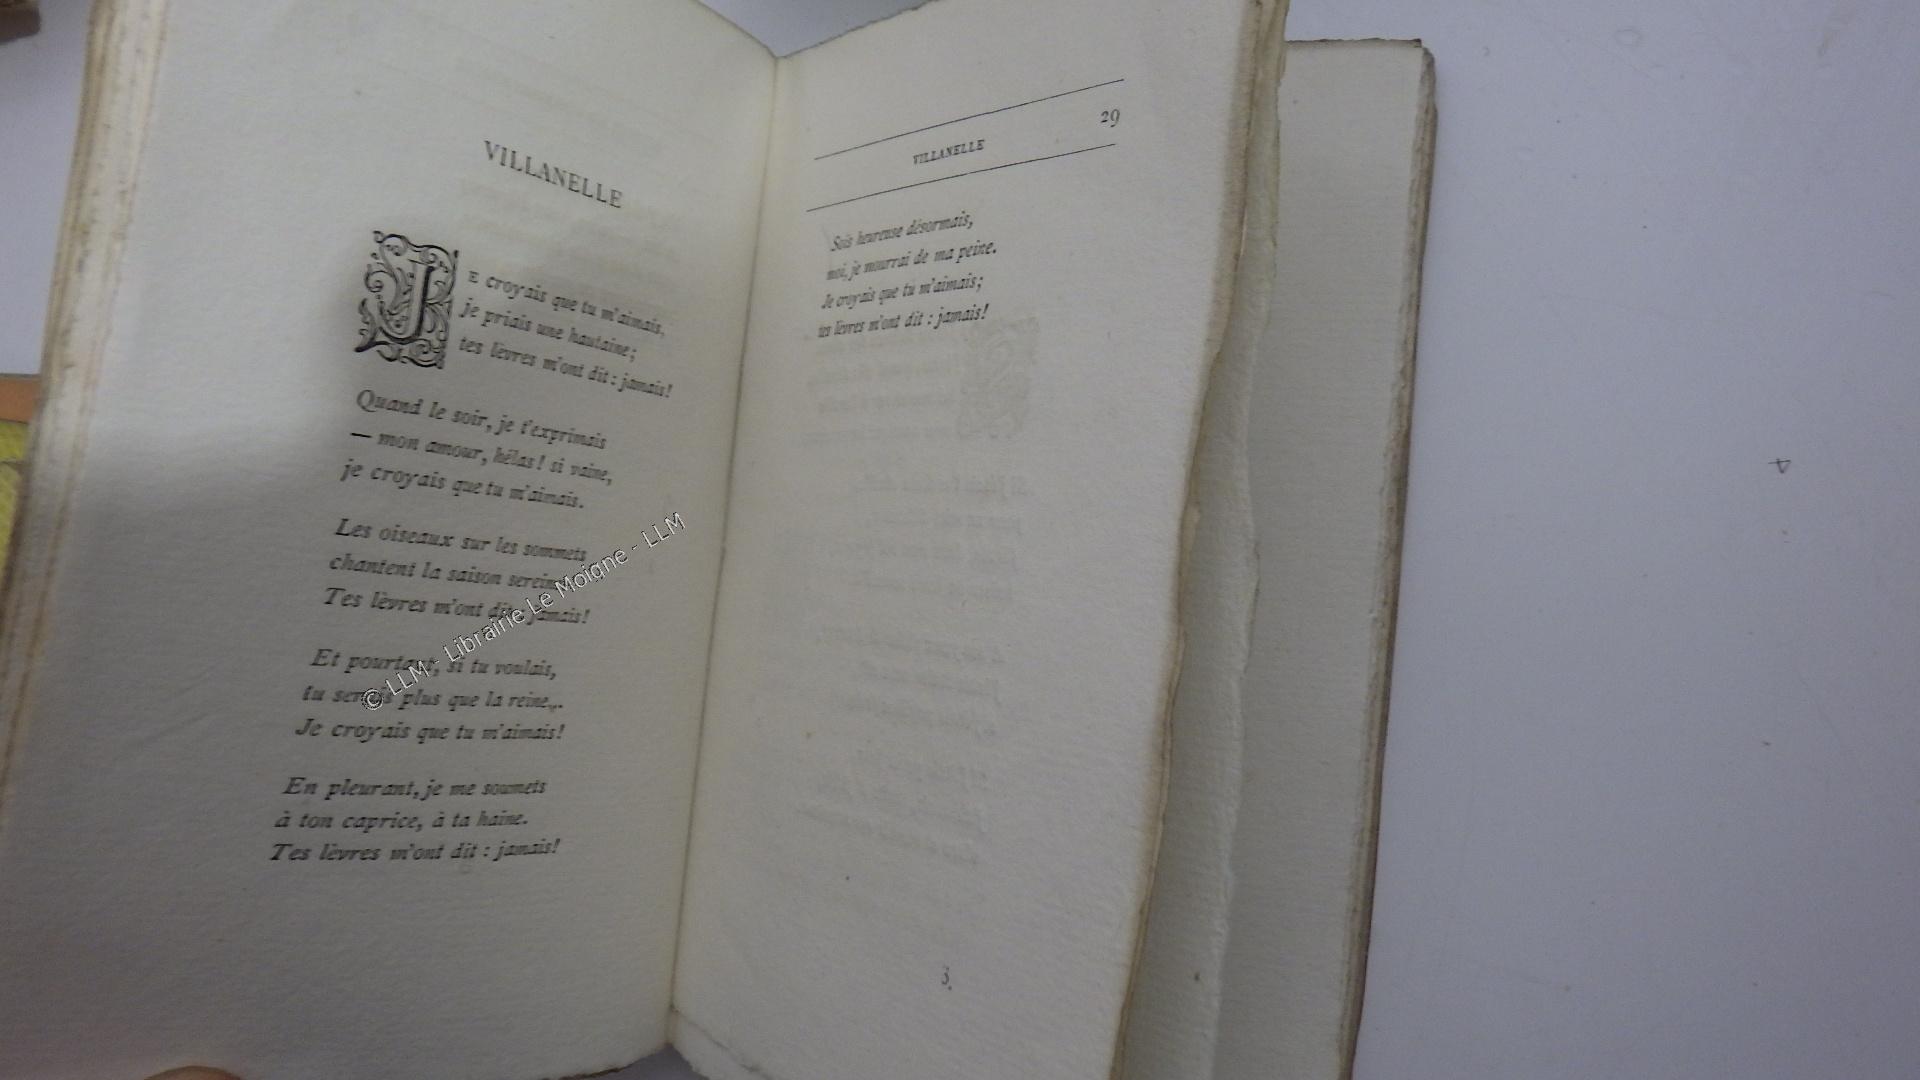 VILLANELLE
JE croyais que tu m'aimais,
je priais une hautaine;
tes lèvres m'ont dit : jamais!
Quand le soir, je t'exprimais
— mon amour, hélas! si vaine,
je croyais que tu m'aimais.
Les oiseaux sur les sommets
chantent la saison sereine
Tes lèvres m'ont dit : jamais!
Et pourtant, si tu voulais,
tu serais plus que la reine...
Je croyais que tu m'aimais!
En pleurant, je me soumets
à ton caprice, à ta haine.
Tes lèvres m'ont dit : jamais!
© LLM - Librairie Le Moigne - LLM
29
VILLANELLE
Sois heureuse désormais,
moi, je mourrai de ma peine.
Je croyais que tu m'aimais;
tes lèvres m'ont dit : jamais!
3.